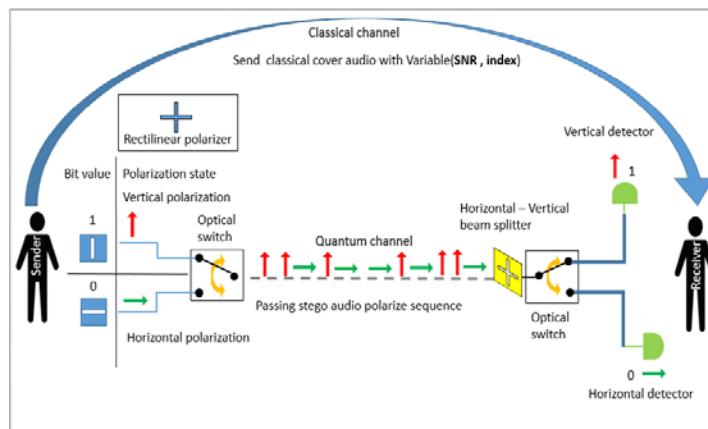 Classical channel
Send classical cover audio with Variable(SNR , index)
Rectilinear polarizer
Vertical detector
1
Bit value
Polarization state
Vertical polarization
1
Optical
switch
Horizontal – Vertical
beam splitter
Quantum channel
Sender
Receiver
0
Passing stego audio polarize sequence
Optical
switch
Horizontal polarization
0
Horizontal detector